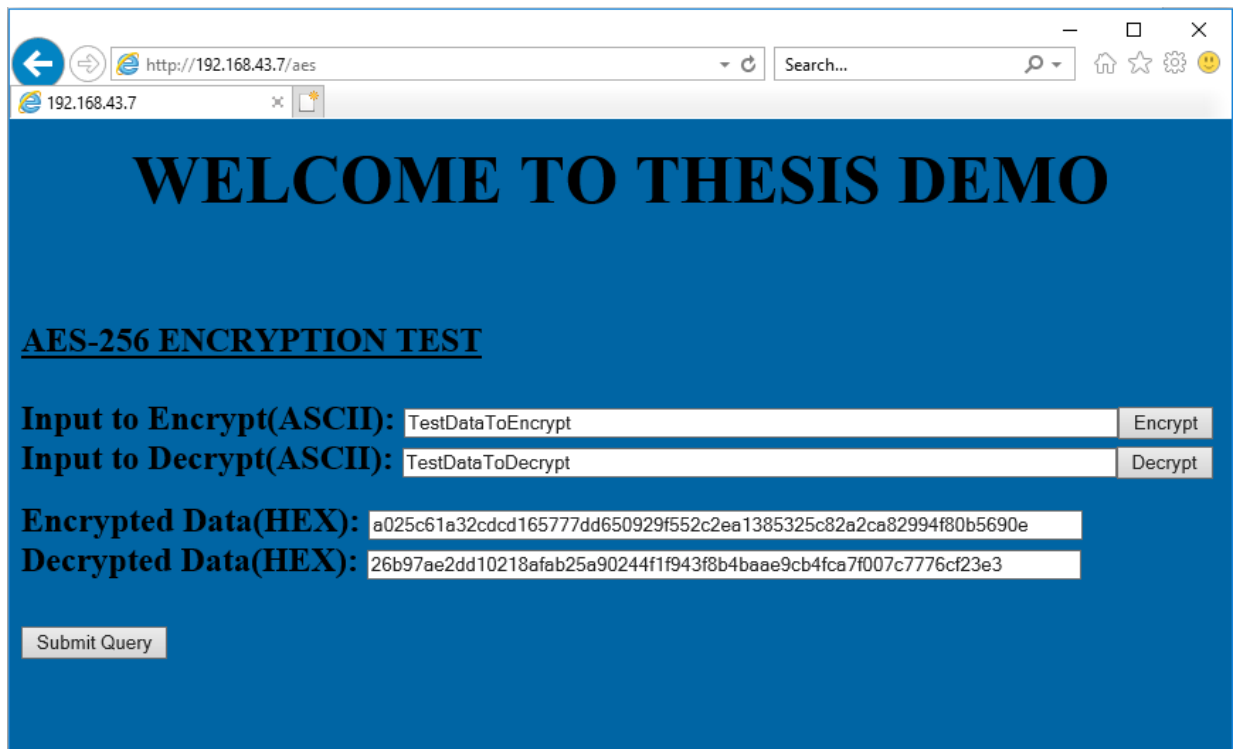 http://192.168.43.7/aes
Search...
192.168.43.7
WELCOME TO THESIS DEMO
AES-256 ENCRYPTION TEST
Input to Encrypt(ASCII): TestDataToEncrypt Encrypt
Input to Decrypt(ASCII): TestDataToDecrypt Decrypt
Encrypted Data(HEX): a025c61a32cdcd165777dd650929f552c2ea1385325c82a2ca82994f80b5690e
Decrypted Data(HEX): 26b97ae2dd10218afab25a90244f1f943f8b4baae9cb4fca7f007c7776cf23e3
Submit Query